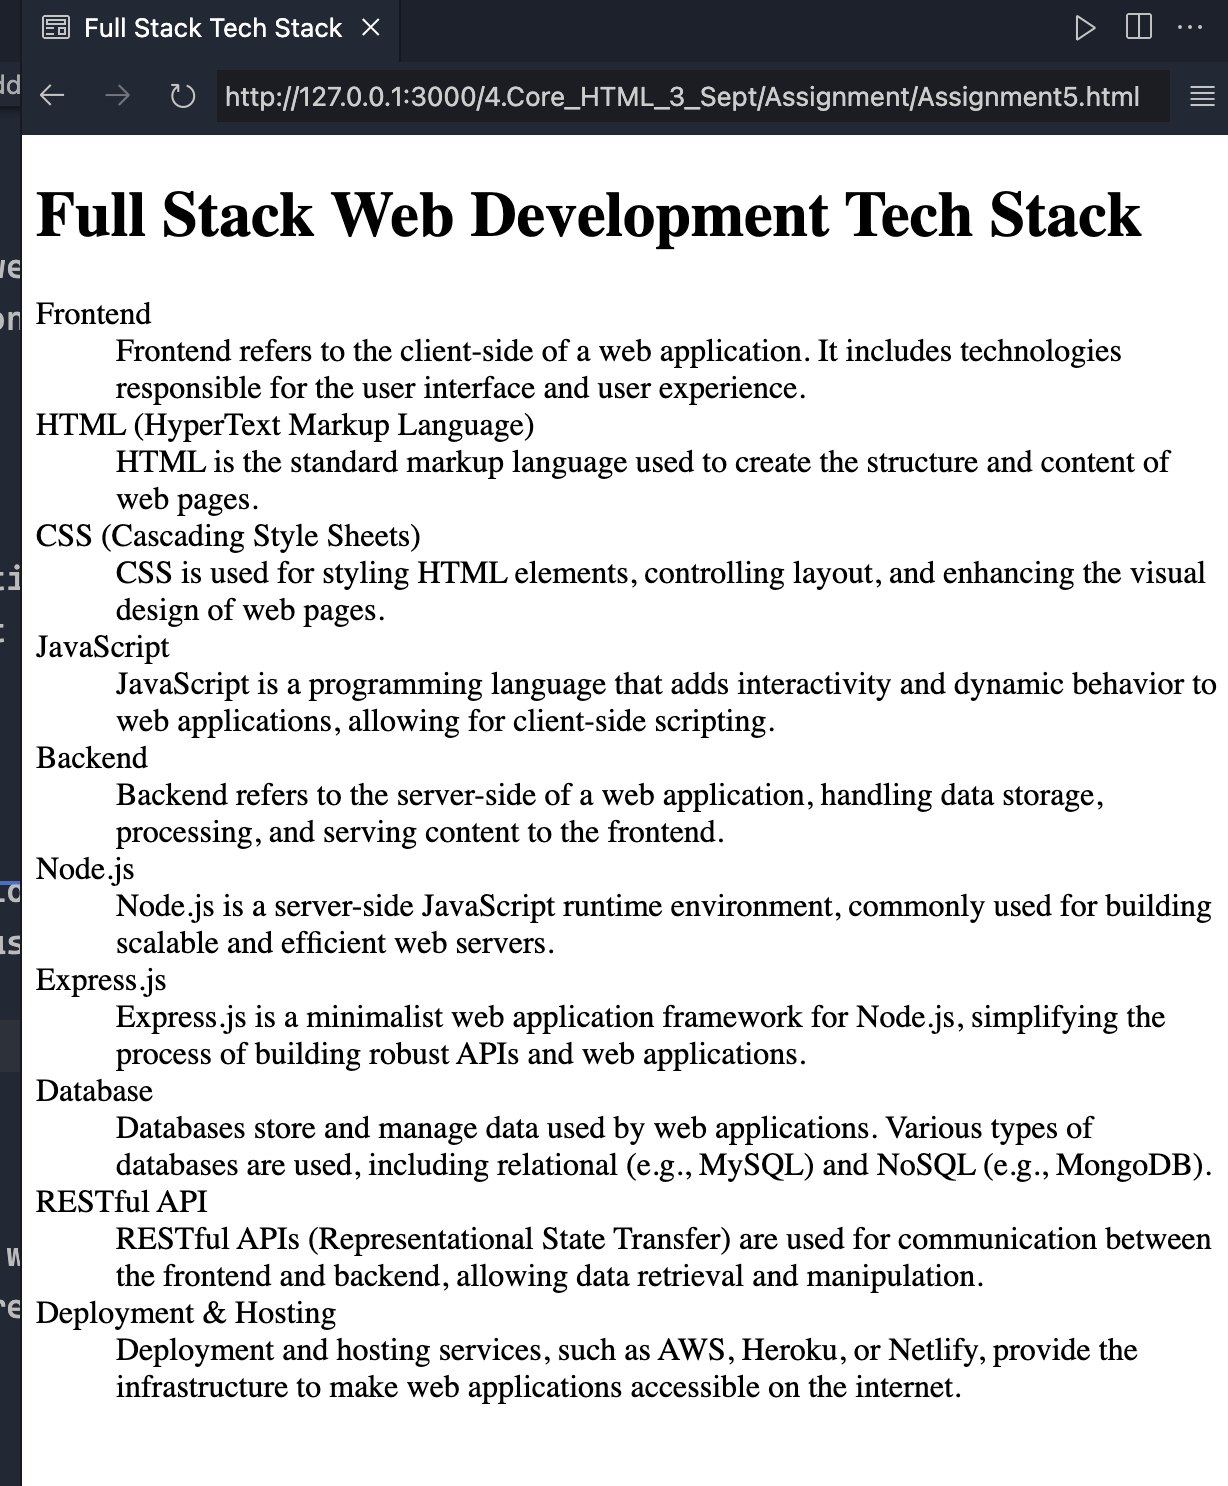 Full Stack Tech Stack
http://127.0.0.1:3000/4.Core_HTML_3_Sept/Assignment/Assignment5.html
Full Stack Web Development Tech Stack
Frontend
Frontend refers to the client-side of a web application. It includes technologies
responsible for the user interface and user experience.
HTML (HyperText Markup Language)
HTML is the standard markup language used to create the structure and content of
web pages.
CSS (Cascading Style Sheets)
CSS is used for styling HTML elements, controlling layout, and enhancing the visual
design of web pages.
JavaScript
JavaScript is a programming language that adds interactivity and dynamic behavior to
web applications, allowing for client-side scripting.
Backend
Backend refers to the server-side of a web application, handling data storage,
processing, and serving content to the frontend.
Node.js
Node.js is a server-side JavaScript runtime environment, commonly used for building
scalable and efficient web servers.
Express.js
Express.js is a minimalist web application framework for Node.js, simplifying the
process of building robust APIs and web applications.
Database
Databases store and manage data used by web applications. Various types of
databases are used, including relational (e.g., MySQL) and NoSQL (e.g., MongoDB).
RESTful API
RESTful APIs (Representational State Transfer) are used for communication between
the frontend and backend, allowing data retrieval and manipulation.
Deployment & Hosting
Deployment and hosting services, such as AWS, Heroku, or Netlify, provide the
infrastructure to make web applications accessible on the internet.